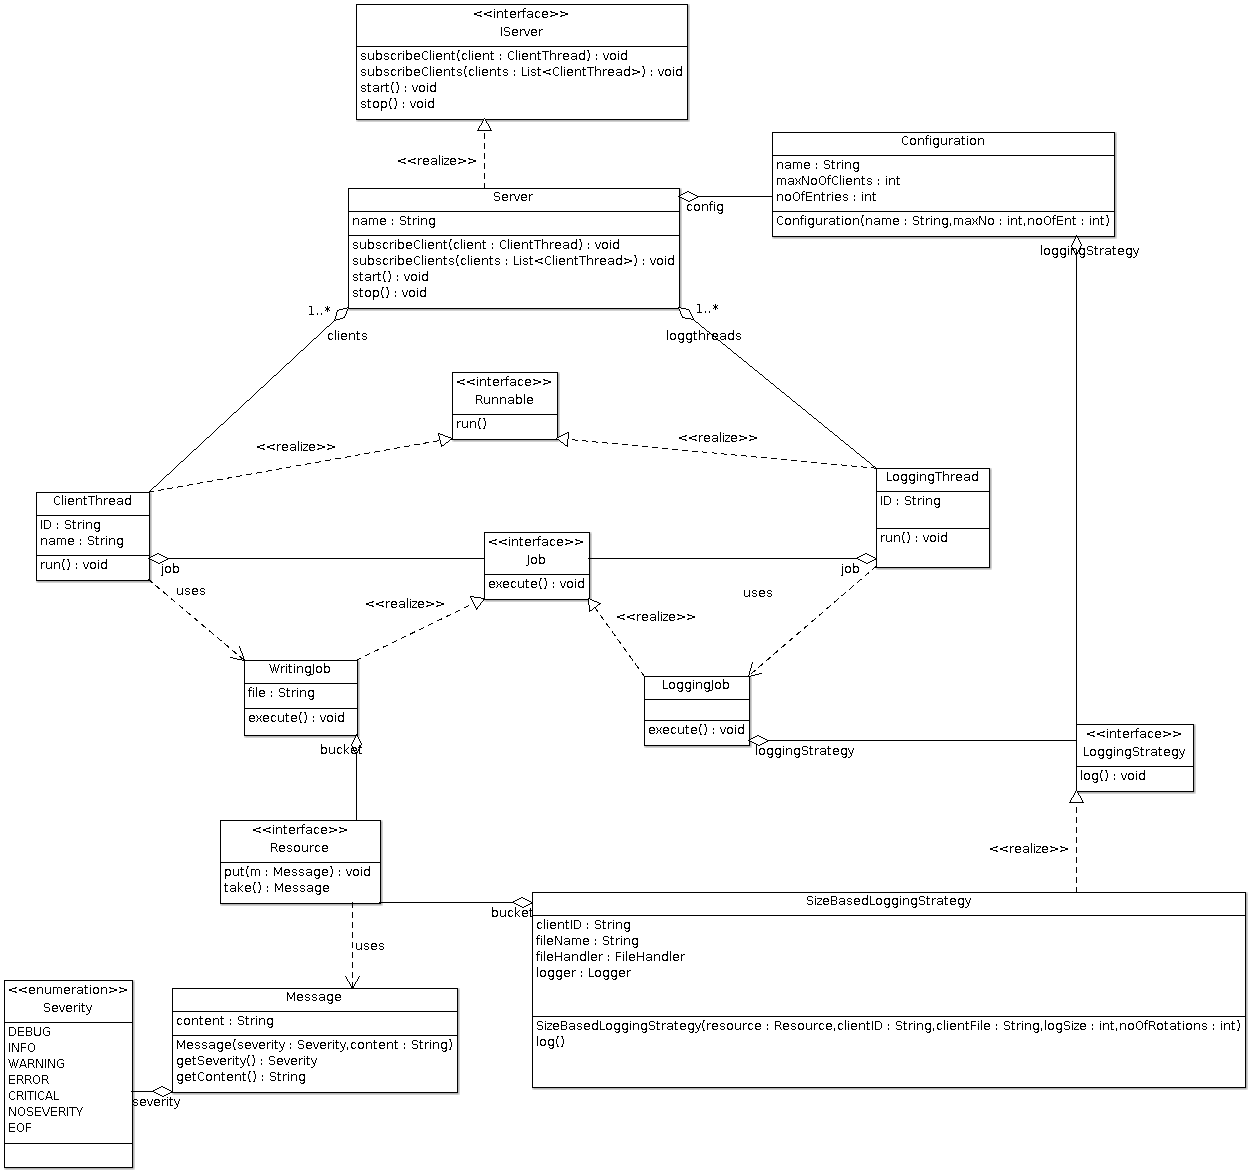 <<interface>>
IServer
subscribeClient(client : ClientThread) : void
subscribeClients(clients : List<ClientThread>) : void
start() : void
stop() : void
<<realize>>
Configuration
name : String
maxNoOfClients : int
noOfEntries : int
Configuration(name : String,maxNo : int,noOfEnt : int)
Server
name : String
subscribeClient(client : ClientThread) : void
subscribeClients(clients : List<ClientThread>) : void
start() : void
stop() : void
config
loggingStrategy
1..*
clients
1..*
loggthreads
<<interface>>
Runnable
run()
<<realize>>
<<realize>>
ClientThread
ID : String
name : String
run() : void
LoggingThread
ID : String
run() : void
<<interface>>
Job
execute() : void
job
job
uses
<<realize>>
<<realize>>
uses
WritingJob
file : String
execute() : void
LoggingJob
execute() : void
bucket
loggingStrategy
<<interface>>
LoggingStrategy
log() : void
<<realize>>
<<interface>>
Resource
put(m : Message) : void
take() : Message
bucket
uses
SizeBasedLoggingStrategy
clientID : String
fileName : String
fileHandler : FileHandler
logger : Logger
SizeBasedLoggingStrategy(resource : Resource,clientID : String,clientFile : String,logSize : int,noOfRotations : int)
log()
<<enumeration>>
Severity
DEBUG
INFO
WARNING
ERROR
CRITICAL
NOSEVERITY
EOF
severity
Message
content : String
Message(severity : Severity,content : String)
getSeverity() : Severity
getContent() : String